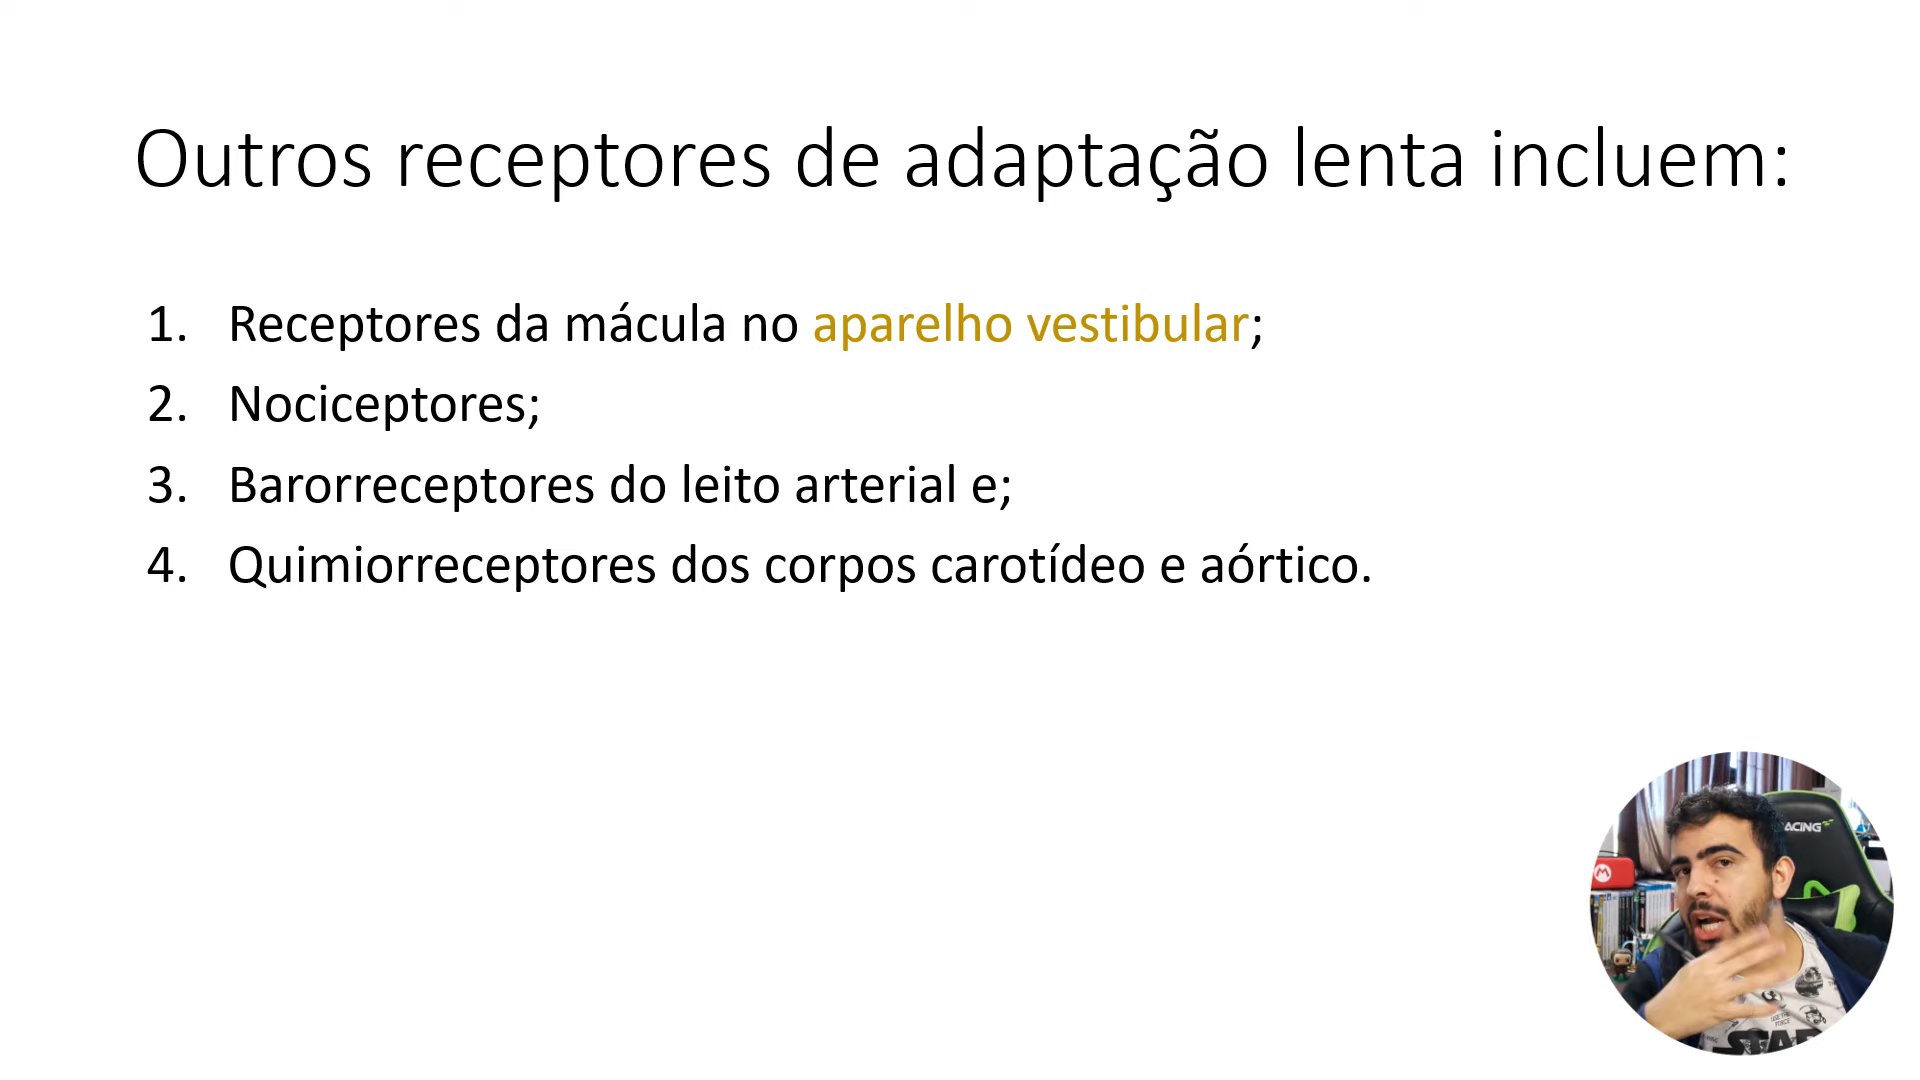 Outros receptores de adaptação lenta incluem:
1. Receptores da mácula no aparelho vestibular;
2. Nociceptores;
3. Barorreceptores do leito arterial e;
4. Quimiorreceptores dos corpos carotídeo e aórtico.
ACING
M